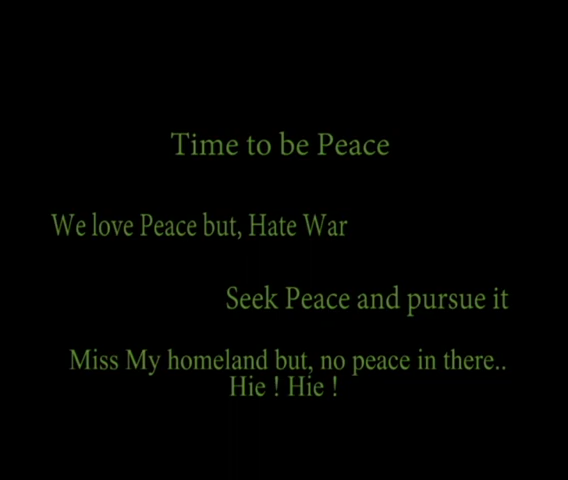 Time to be Peace
We love Peace but, Hate War
Seek Peace and pursue it
Miss My homeland but, no peace in there..
Hie ! Hie !